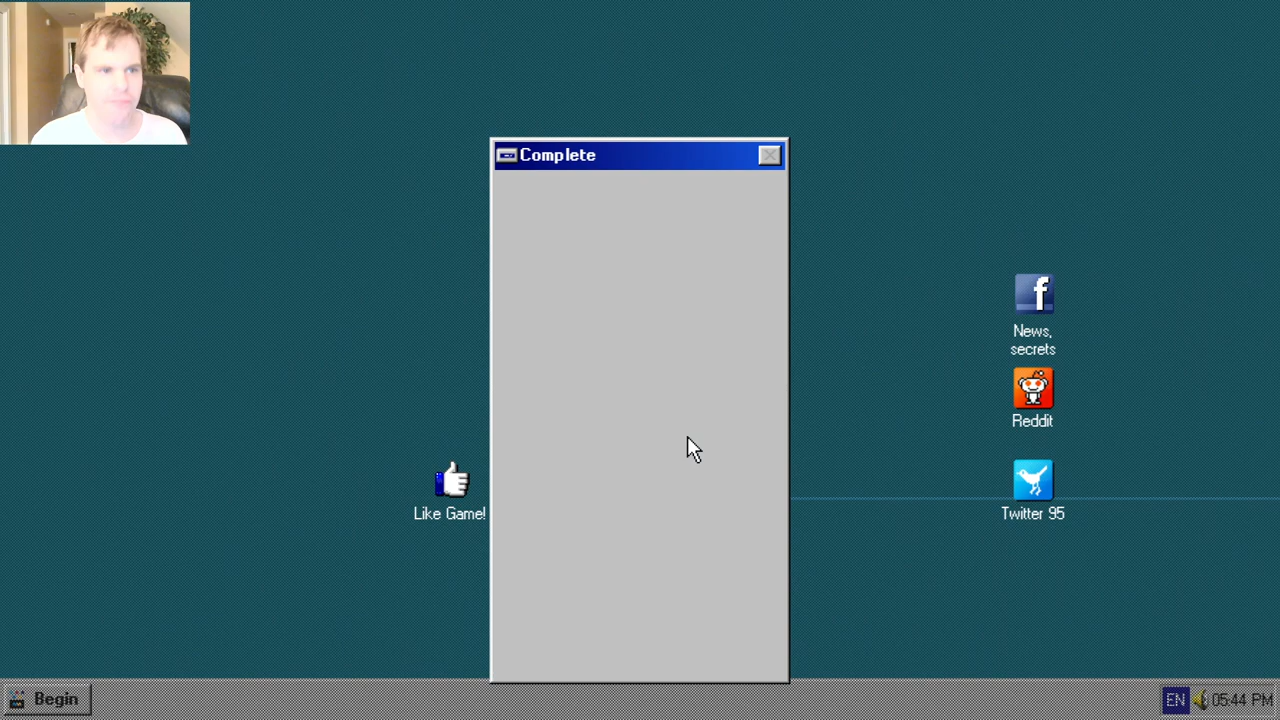 Complete
News,
secrets
Reddit
Like Game!
Twitter 95
Begin
EN
05:44 PM